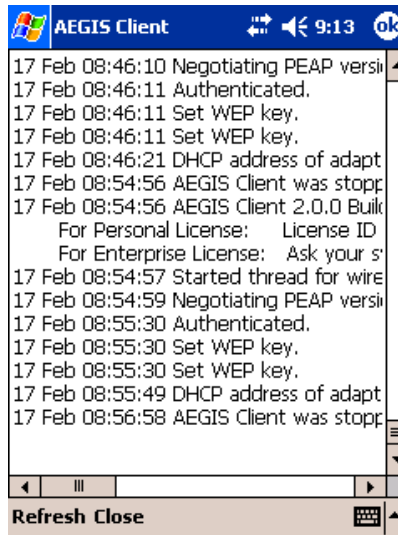 AEGIS Client 9:13 ok
17 Feb 08:46:10 Negotiating PEAP versi
17 Feb 08:46:11 Authenticated.
17 Feb 08:46:11 Set WEP key.
17 Feb 08:46:11 Set WEP key.
17 Feb 08:46:21 DHCP address of adapt
17 Feb 08:54:56 AEGIS Client was stopp
17 Feb 08:54:56 AEGIS Client 2.0.0 Build
For Personal License: License ID
For Enterprise License: Ask your s
17 Feb 08:54:57 Started thread for wire
17 Feb 08:54:59 Negotiating PEAP versi
17 Feb 08:55:30 Authenticated.
17 Feb 08:55:30 Set WEP key.
17 Feb 08:55:30 Set WEP key.
17 Feb 08:55:49 DHCP address of adapt
17 Feb 08:56:58 AEGIS Client was stopp
Refresh Close